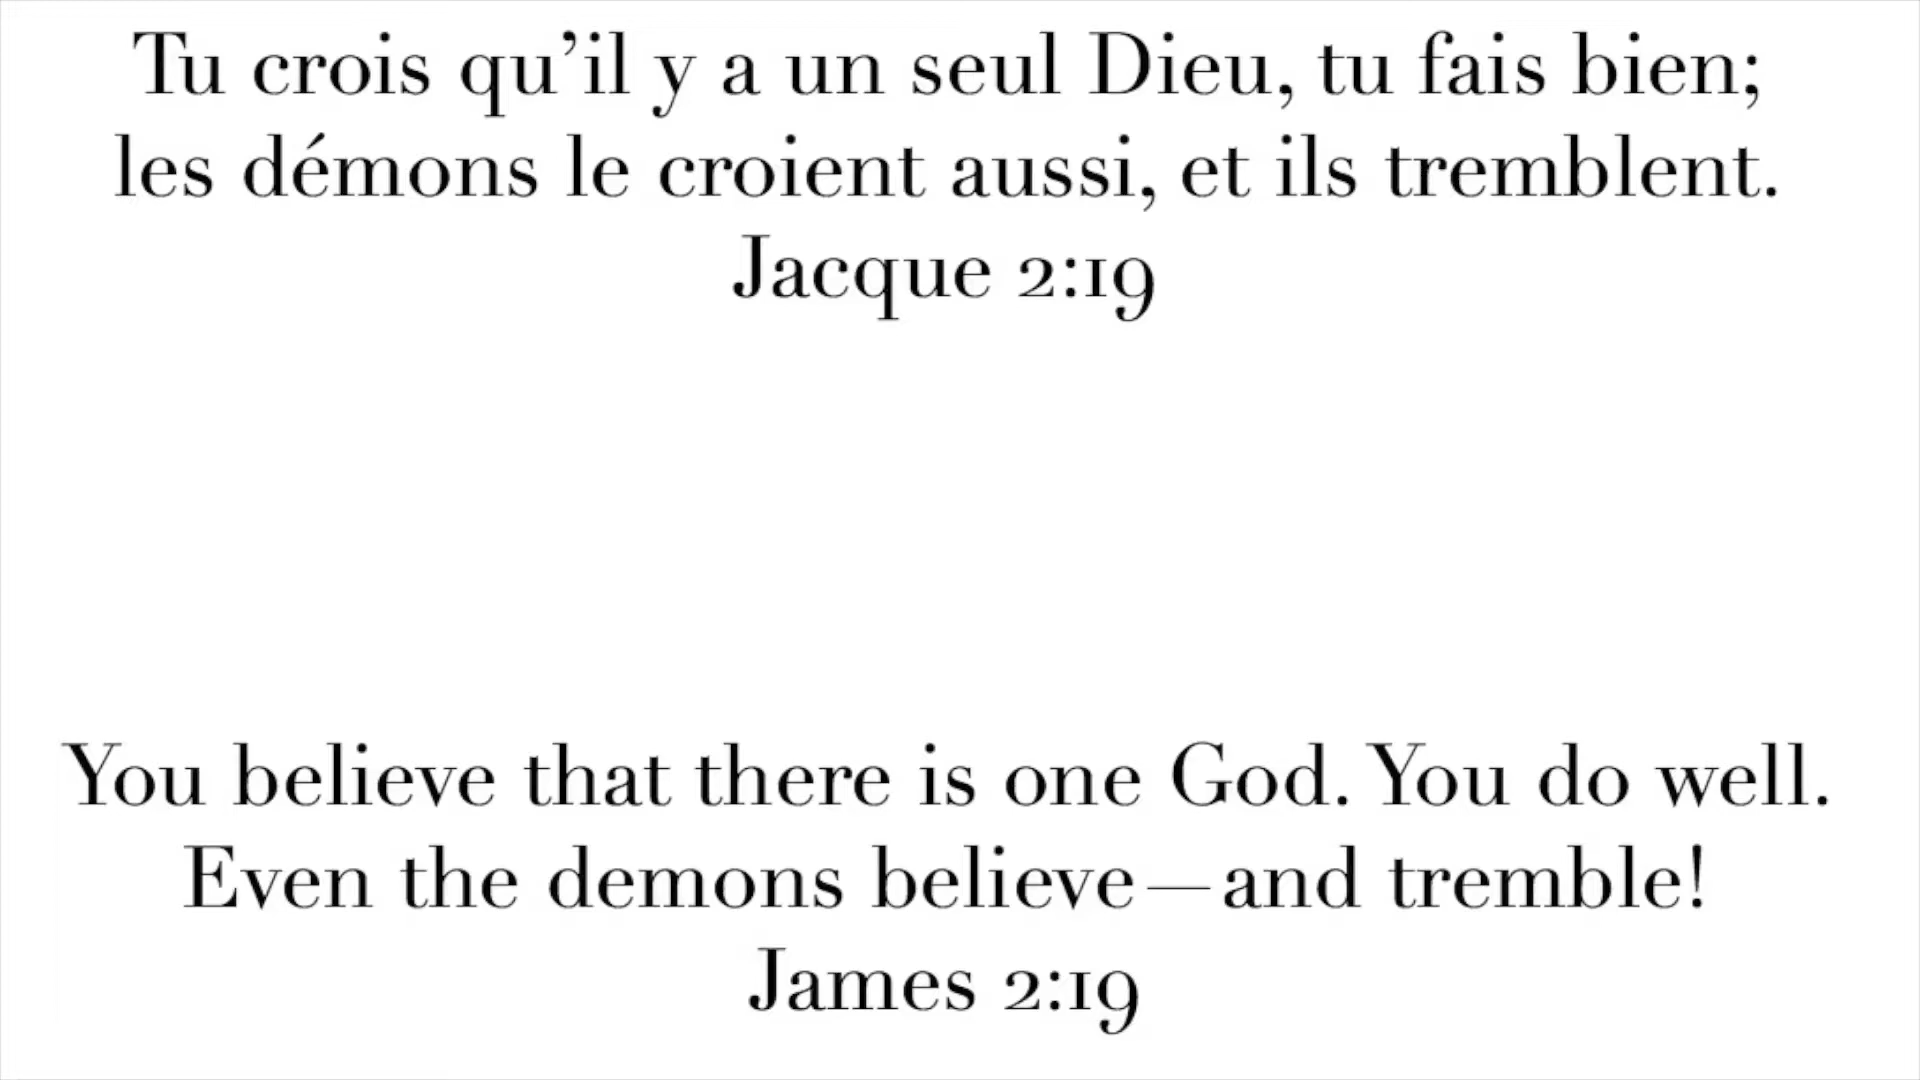 Tu crois qu’il y a un seul Dieu, tu fais bien;
les démons le croient aussi, et ils tremblent.
Jacque 2:19
You believe that there is one God. You do well.
Even the demons believe—and tremble!
James 2:19